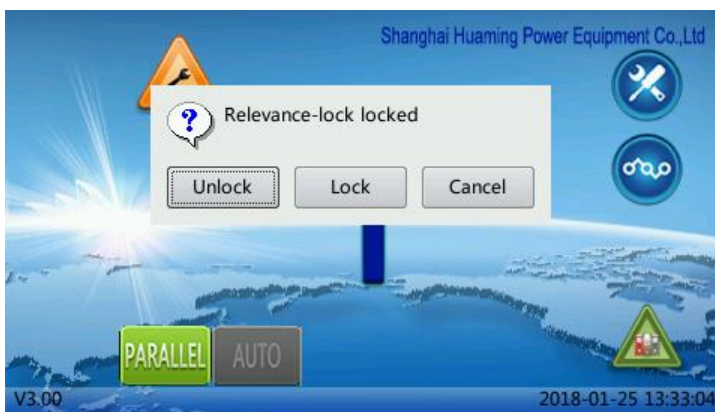 Shanghai Huaming Power Equipment Co.,Ltd
Relevance-lock locked
Unlock Lock Cancel
PARALLEL AUTO
V3.00 2018-01-25 13:33:04